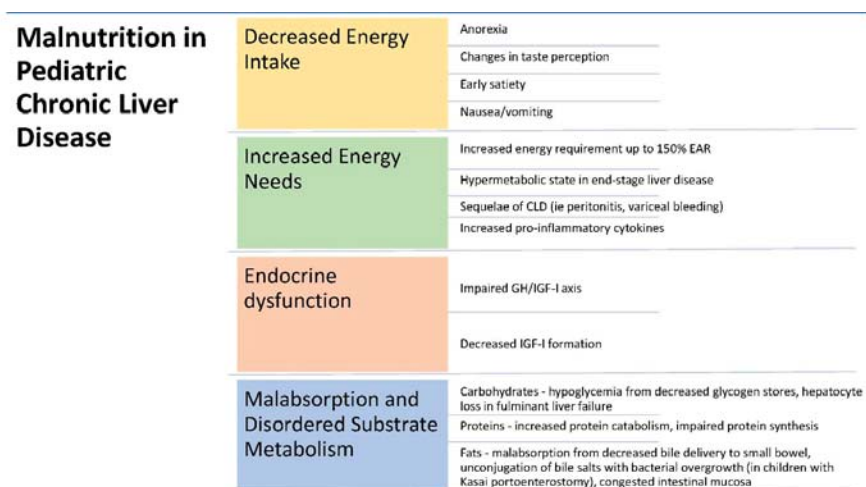 Malnutrition in
Pediatric
Chronic Liver
Disease
Decreased Energy
Intake
Anorexia
Changes in taste perception
Early satiety
Nausea/vomiting
Increased Energy
Needs
Increased energy requirement up to 150% EAR
Hypermetabolic state in end-stage liver disease
Sequelae of CLD (ie peritonitis, variceal bleeding)
Increased pro-inflammatory cytokines
Endocrine
dysfunction
Impaired GH/IGF-I axis
Decreased IGF-I formation
Malabsorption and
Disordered Substrate
Metabolism
Carbohydrates - hypoglycemia from decreased glycogen stores, hepatocyte
loss in fulminant liver failure
Proteins - increased protein catabolism, impaired protein synthesis
Fats - malabsorption from decreased bile delivery to small bowel,
unconjugation of bile salts with bacterial overgrowth (in children with
Kasai portoenterostomy), congested intestinal mucosa